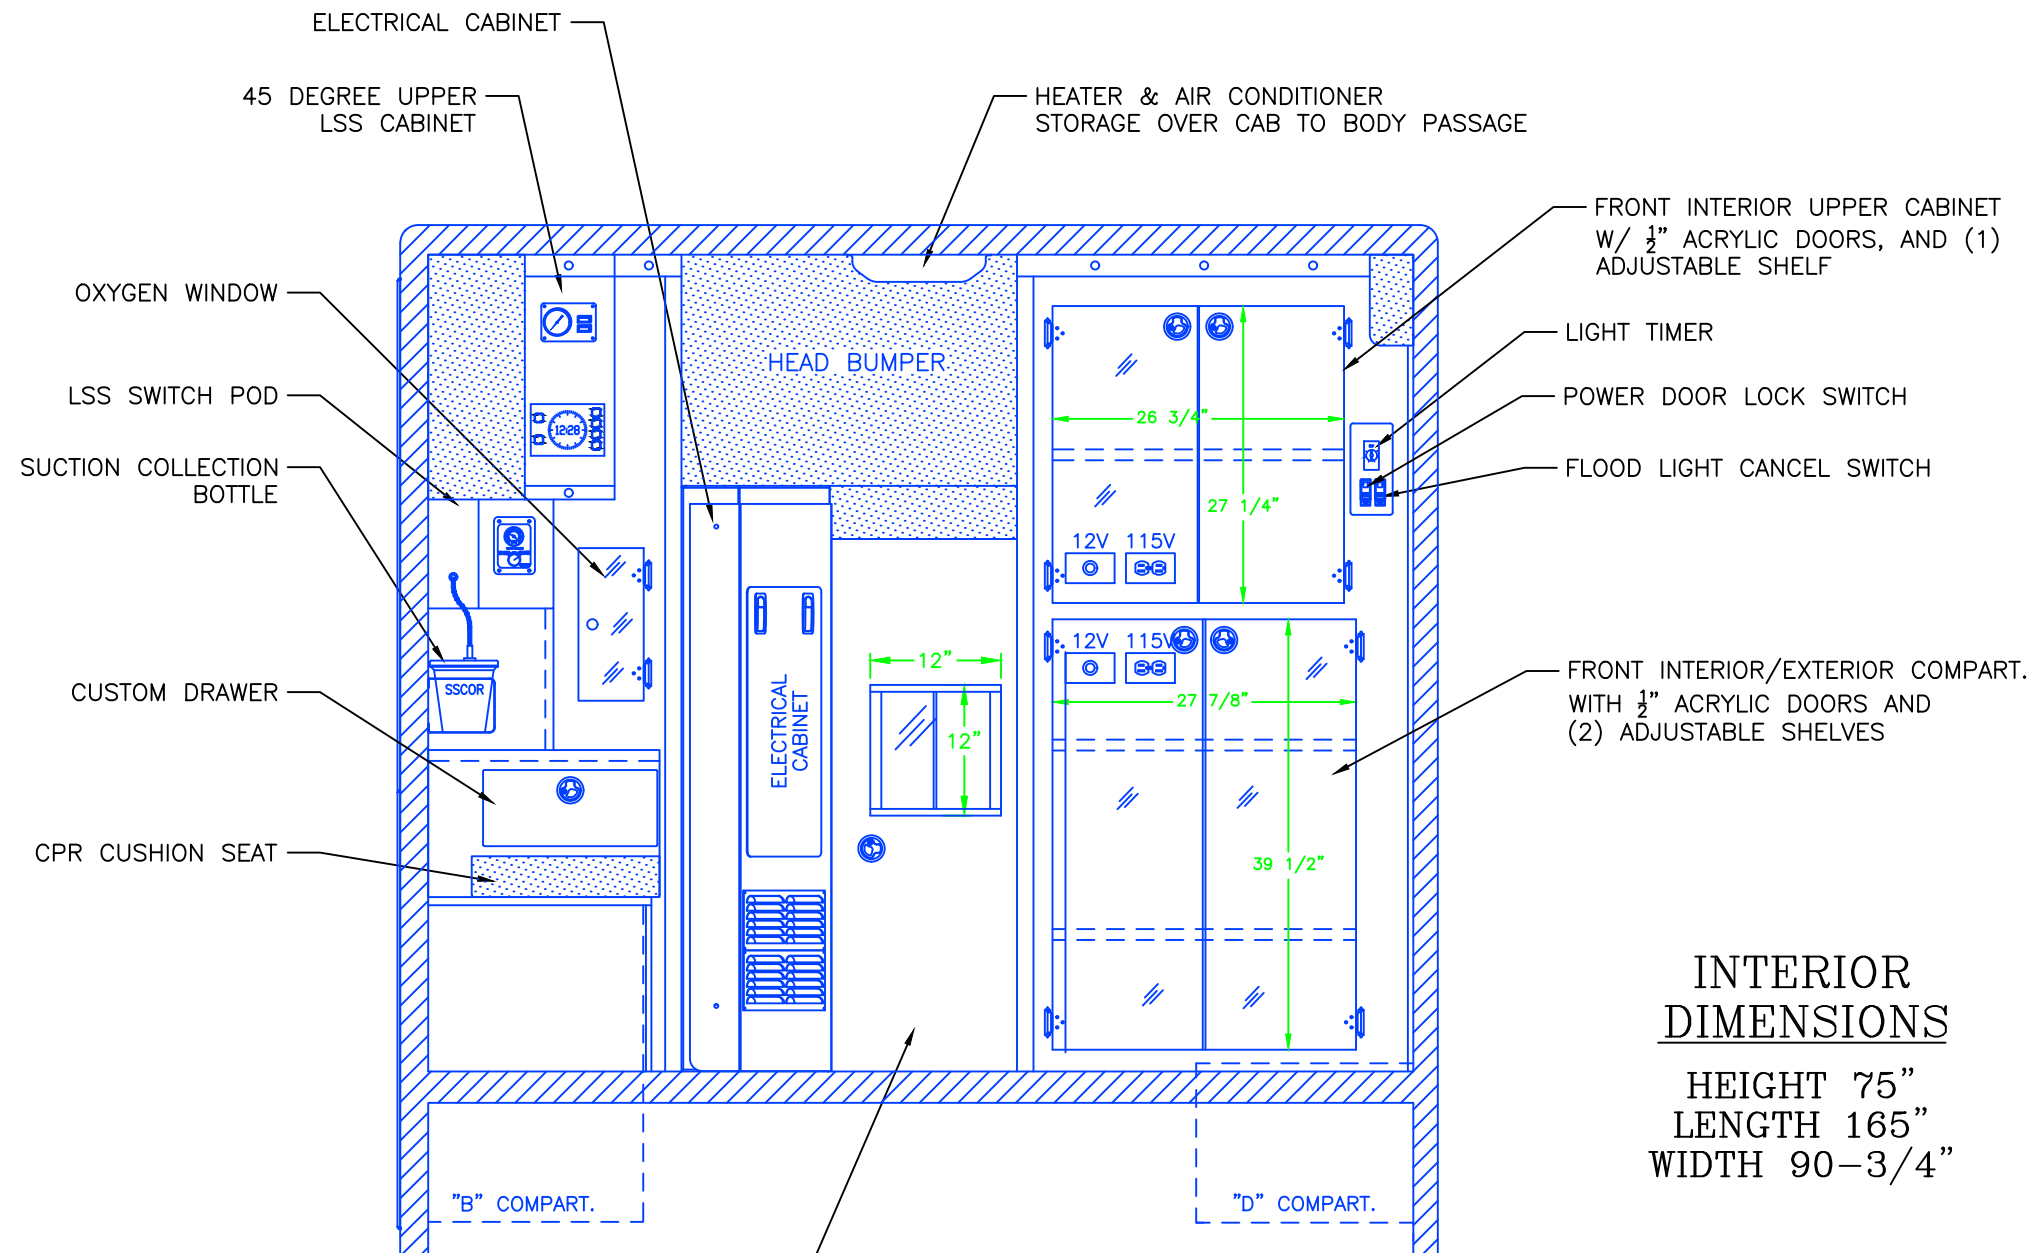 ELECTRICAL CABINET
45 DEGREE UPPER
LSS CABINET
HEATER & AIR CONDITIONER
STORAGE OVER CAB TO BODY PASSAGE
FRONT INTERIOR UPPER CABINET
W/ ½" ACRYLIC DOORS, AND (1)
ADJUSTABLE SHELF
OXYGEN WINDOW
LIGHT TIMER
HEAD BUMPER
LSS SWITCH POD
POWER DOOR LOCK SWITCH
26 3/4"
12:28
SUCTION COLLECTION
BOTTLE
FLOOD LIGHT CANCEL SWITCH
27 1/4"
12V 115V
12V 115V
12"
FRONT INTERIOR/EXTERIOR COMPART.
WITH ½" ACRYLIC DOORS AND
(2) ADJUSTABLE SHELVES
SSCOR
CUSTOM DRAWER
27 7/8"
ELECTRICAL
CABINET
12"
CPR CUSHION SEAT
39 1/2"
INTERIOR
DIMENSIONS
HEIGHT 75"
LENGTH 165"
WIDTH 90-3/4"
"B" COMPART.
"D" COMPART.